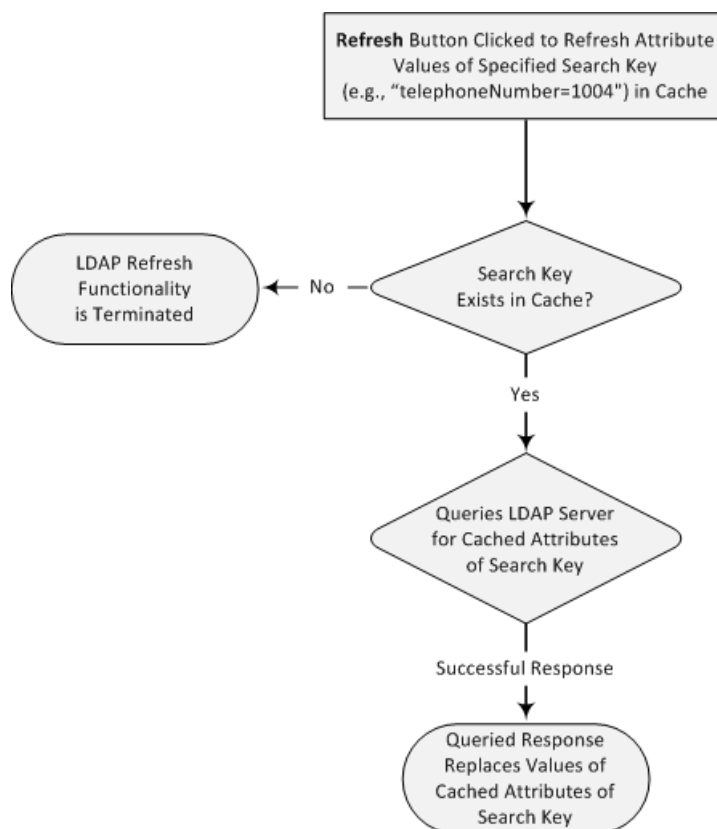 Refresh Button Clicked to Refresh Attribute
Values of Specified Search Key
(e.g., “telephoneNumber=1004") in Cache
LDAP Refresh
Functionality
is Terminated
No
Search Key
Exists in Cache?
Yes
Queries LDAP Server
for Cached Attributes
of Search Key
Successful Response
Queried Response
Replaces Values of
Cached Attributes of
Search Key